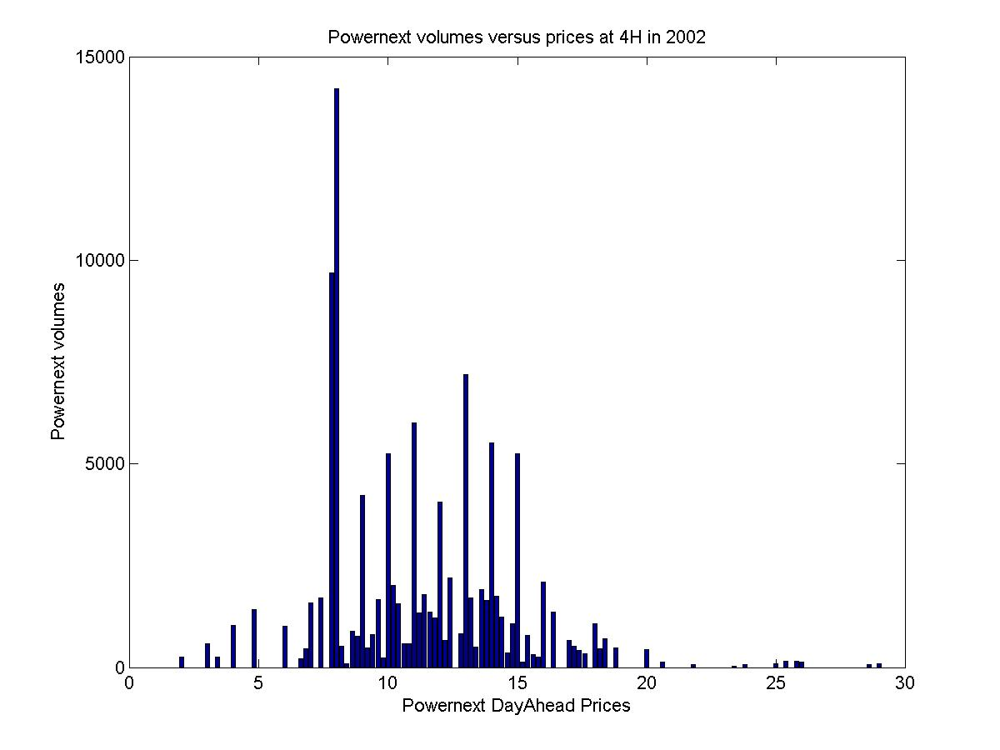 Powernext volumes versus prices at 4H in 2002
15000
10000
5000
0
Powernext volumes
0 5 10 15 20 25 30
Powernext DayAhead Prices